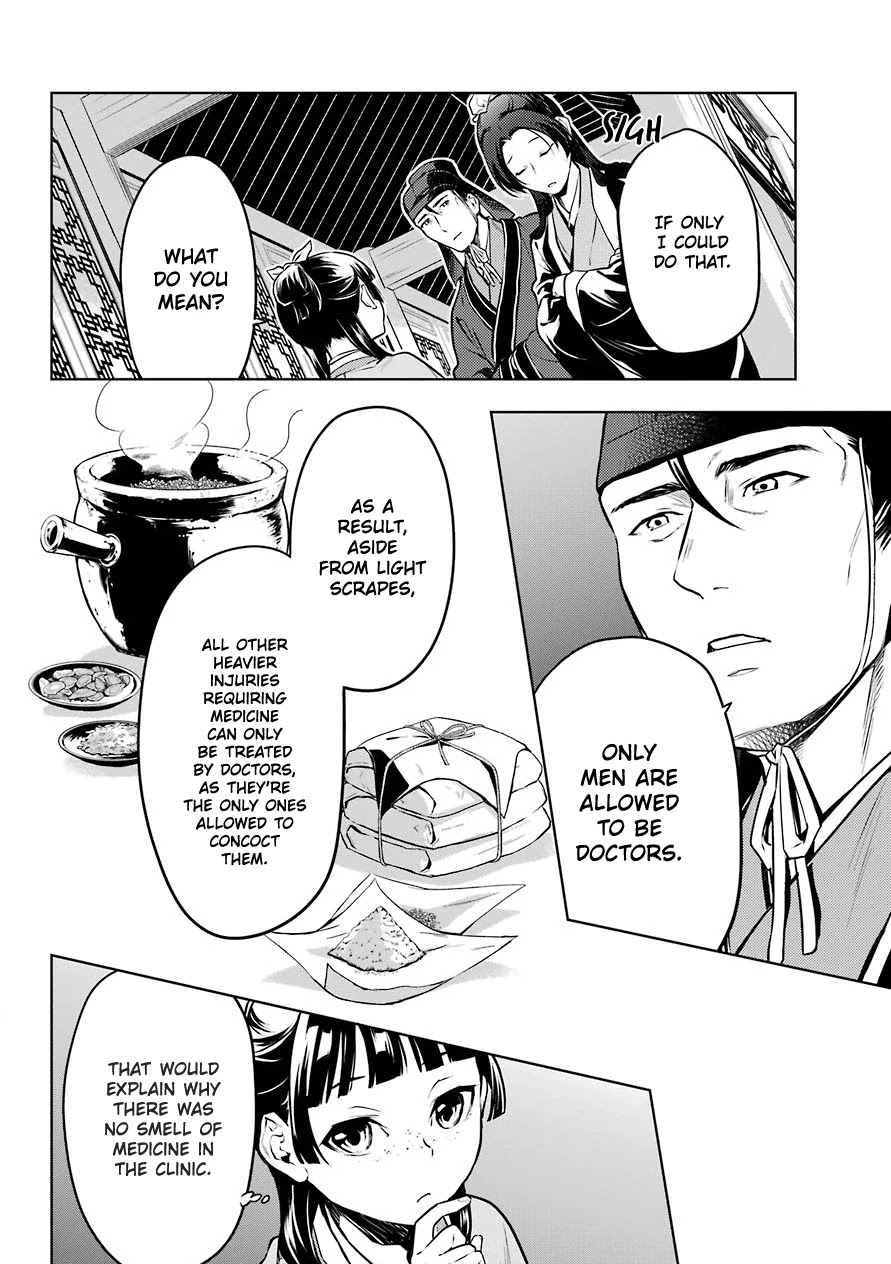 SIGH
IF ONLY
I COULD
DO THAT.
WHAT
DO YOU
MEAN?
ONLY
MEN ARE
ALLOWED
TO BE
DOCTORS.
AS A
RESULT,
ASIDE
FROM LIGHT
SCRAPES,
ALL OTHER
HEAVIER
INJURIES
REQUIRING
MEDICINE
CAN ONLY
BE TREATED
BY DOCTORS,
AS THEY'RE
THE ONLY ONES
ALLOWED TO
CONCOCT
THEM.
THAT WOULD
EXPLAIN WHY
THERE WAS
NO SMELL OF
MEDICINE IN
THE CLINIC.